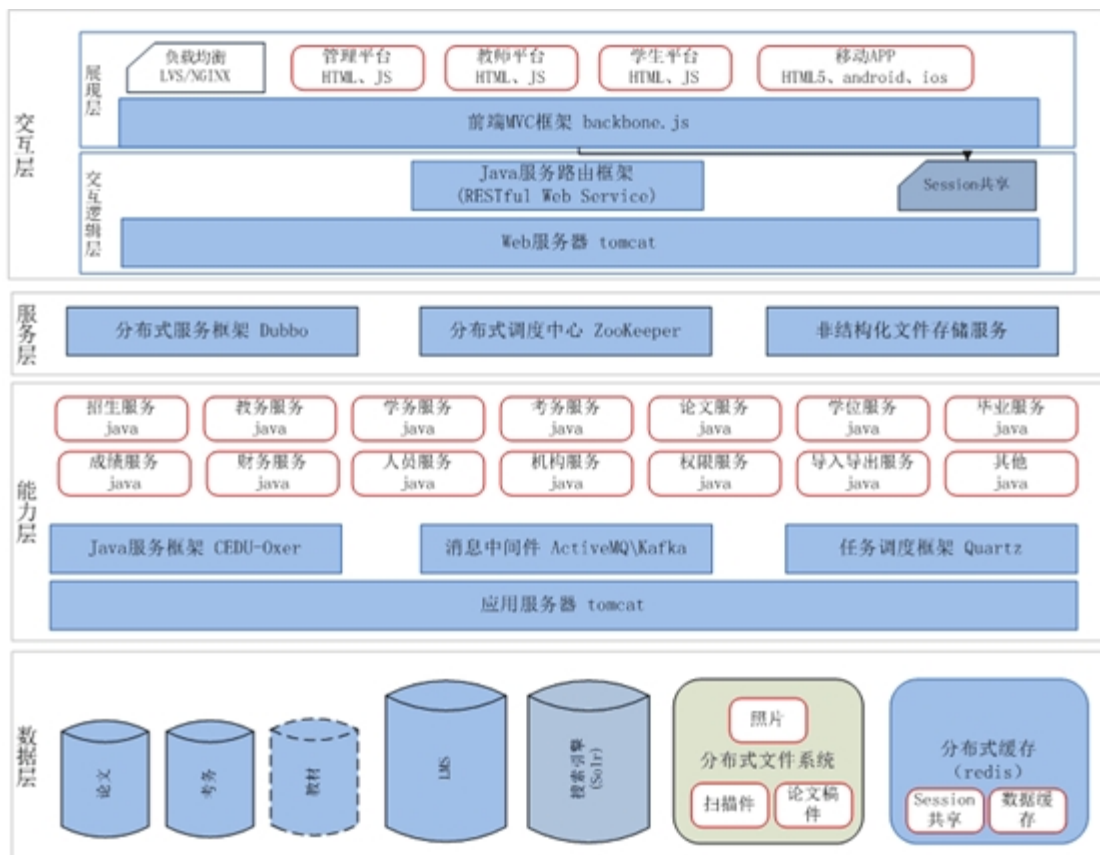 交互层
展现层
负载均衡
LVS/NGINX
管理平台
HTML、JS
教师平台
HTML、JS
学生平台
HTML、JS
移动APP
HTML5、android、ios
前端MVC框架 backbone.js
交互逻辑层
Java服务路由框架
(RESTful Web Service)
Session共享
Web服务器 tomcat
服务层
分布式服务框架 Dubbo
分布式调度中心 ZooKeeper
非结构化文件存储服务
能力层
招生服务
java
教务服务
java
学务服务
java
考务服务
java
论文服务
java
学位服务
java
毕业服务
java
成绩服务
java
财务服务
java
人员服务
java
机构服务
java
权限服务
java
导入导出服务
java
其他
java
Java服务框架 CEDU-Oxer
消息中间件 ActiveMQ\Kafka
任务调度框架 Quartz
应用服务器 tomcat
数据层
论文
考务
教材
LMS
搜索引擎
(Solr)
照片
分布式文件系统
扫描件
论文稿
件
分布式缓存
(redis)
Session
共享
数据缓
存